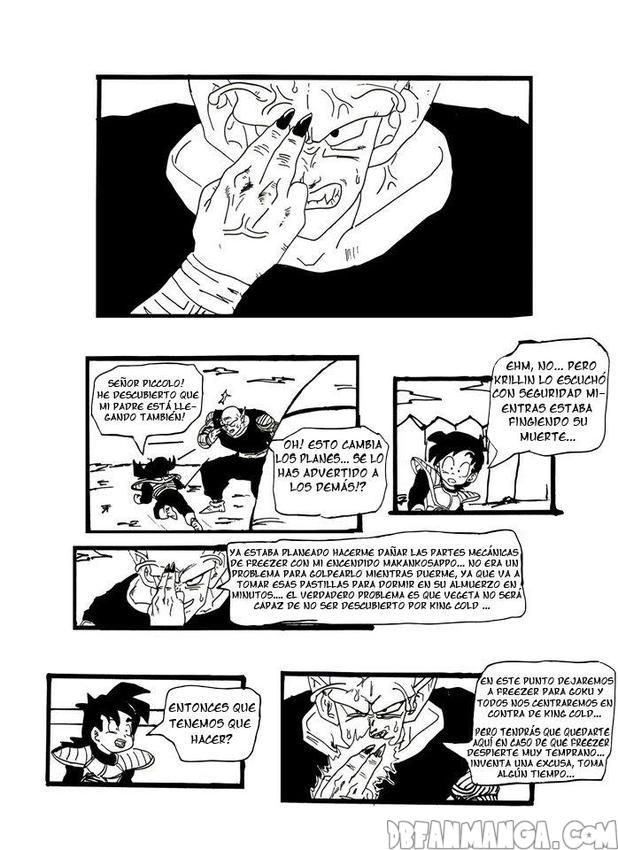 SEÑOR PICCOLO!
HE DESCUBIERTO QUE
MI PADRE ESTÁ LLE-
GANDO TAMBIÉN!
OH! ESTO CAMBIA
LOS PLANES... SE LO
HAS ADVERTIDO A
LOS DEMÁS!?
EHM, NO... PERO
KRILLIN LO ESCUCHÓ
CON SEGURIDAD MI-
ENTRAS ESTABA
FINGIENDO SU
MUERTE...
YA ESTABA PLANEADO HACERME DAÑAR LAS PARTES MECÁNICAS
DE FREEZER CON MI ENCENDIDO MAKANKOSAPPO... NO ERA UN
PROBLEMA PARA GOLPEARLO MIENTRAS DUERME, YA QUE VA A
TOMAR ESAS PASTILLAS PARA DORMIR EN SU ALMUERZO EN
MINUTOS.... EL VERDADERO PROBLEMA ES QUE VEGETA NO SERÁ
CAPAZ DE NO SER DESCUBIERTO POR KING COLD ...
ENTONCES QUE
TENEMOS QUE
HACER?
EN ESTE PUNTO DEJAREMOS
A FREEZER PARA GOKU Y
TODOS NOS CENTRAREMOS EN
CONTRA DE KING COLD...
PERO TENDRÁS QUE QUEDARTE
AQUÍ EN CASO DE QUE FREEZER
DESPIERTE MUY TEMPRANO...
INVENTA UNA EXCUSA, TOMA
ALGÚN TIEMPO...
DBFANMANGA.COM